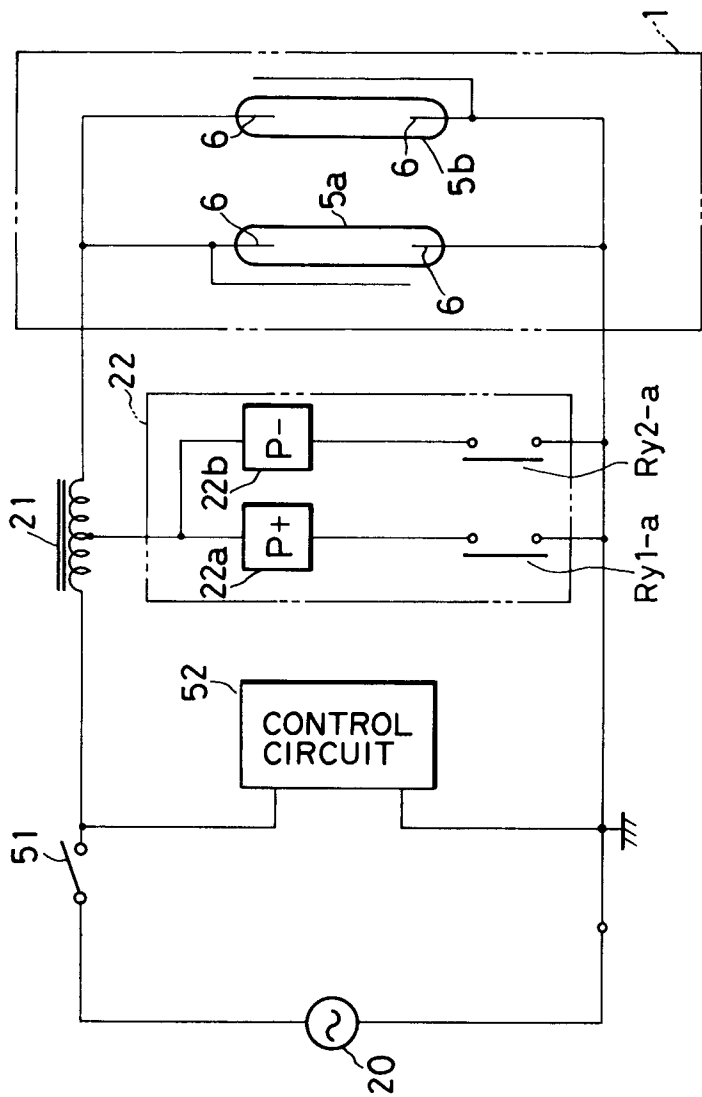 1
6
6
5a
6
6
5b
21
22
P+
22a
P-
22b
Ry1-a
Ry2-a
52
CONTROL
CIRCUIT
51
20